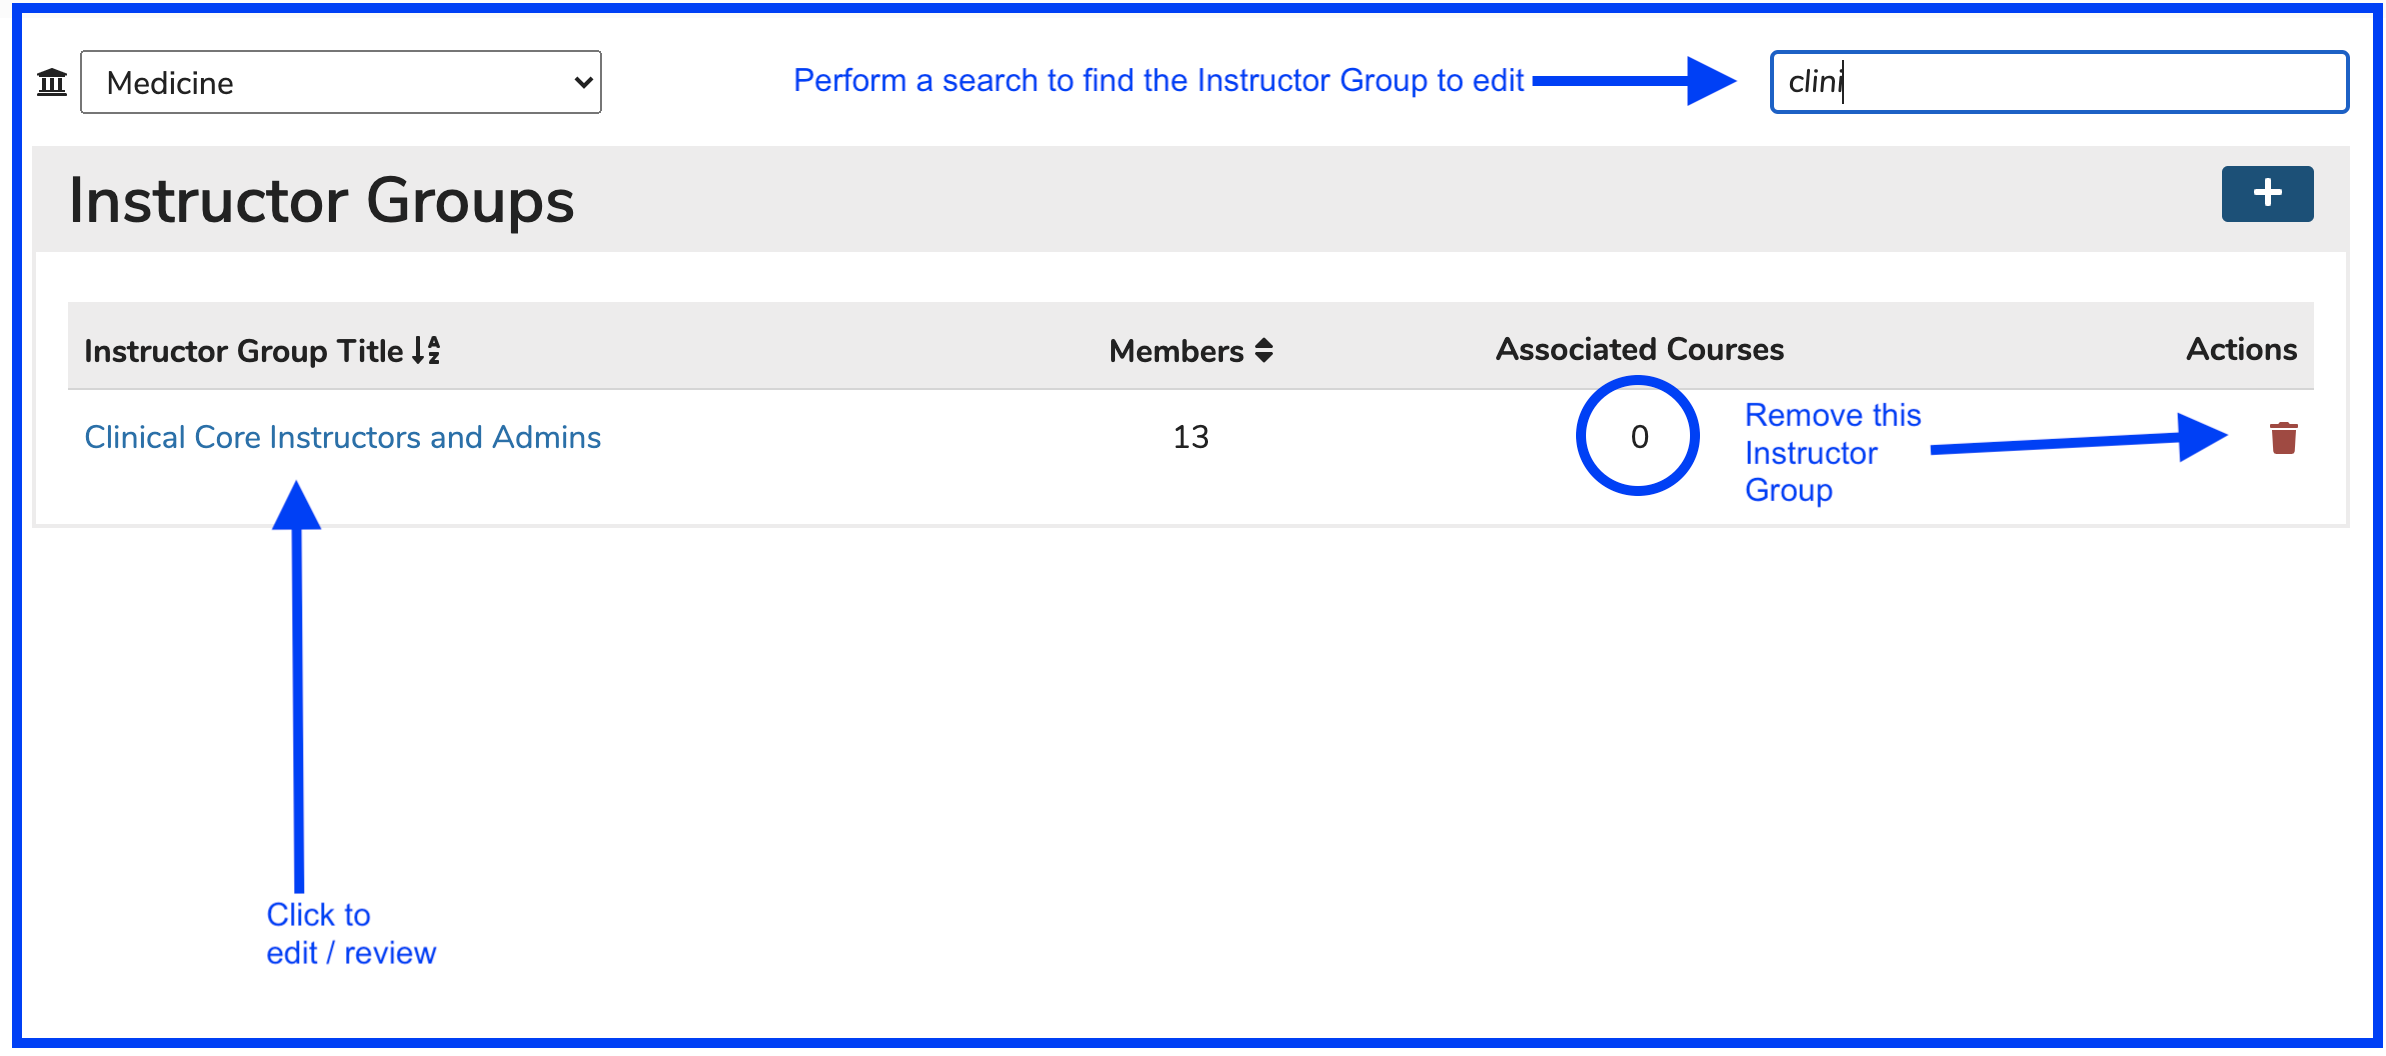 Medicine
Perform a search to find the Instructor Group to edit
clini
Instructor Groups
Instructor Group Title
Members
Associated Courses
Actions
Clinical Core Instructors and Admins
13
0
Remove this
Instructor
Group
Click to
edit / review